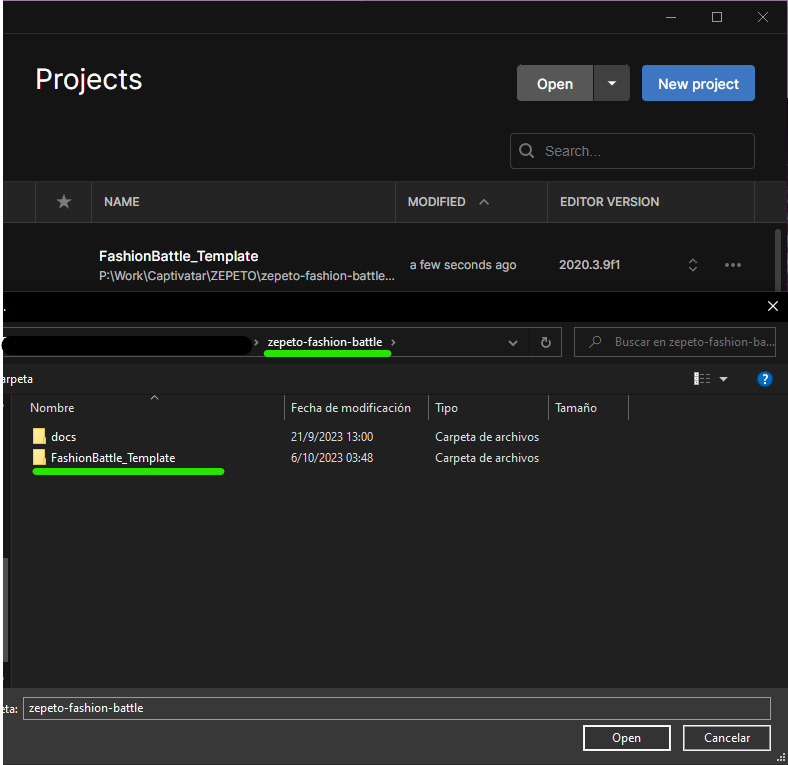 Projects
Open
New project
Search...
NAME
MODIFIED
EDITOR VERSION
FashionBattle_Template
a few seconds ago
2020.3.9f1
P:\Work\Captivatar\ZEPETO\zepeto-fashion-battle...
zepeto-fashion-battle
Buscar en zepeto-fashion-ba...
arpeta
Nombre
Fecha de modificación
Tipo
Tamaño
docs
21/9/2023 13:00
Carpeta de archivos
FashionBattle_Template
6/10/2023 03:48
Carpeta de archivos
eta:
zepeto-fashion-battle
Open
Cancelar